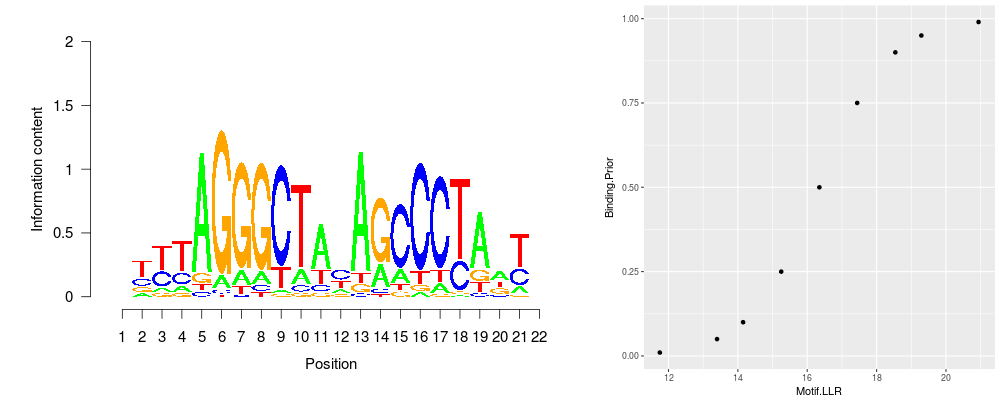 2
1.5
1
0.5
0
Information content
1 2 3 4 5 6 7 8 9 10 11 12 13 14 15 16 17 18 19 20 21 22
Position
T T T A G G G C T A C A G C C C T A A T
1.00
0.75
0.50
0.25
0.00
Binding.Prior
12 14 16 18 20
Motif.LLR